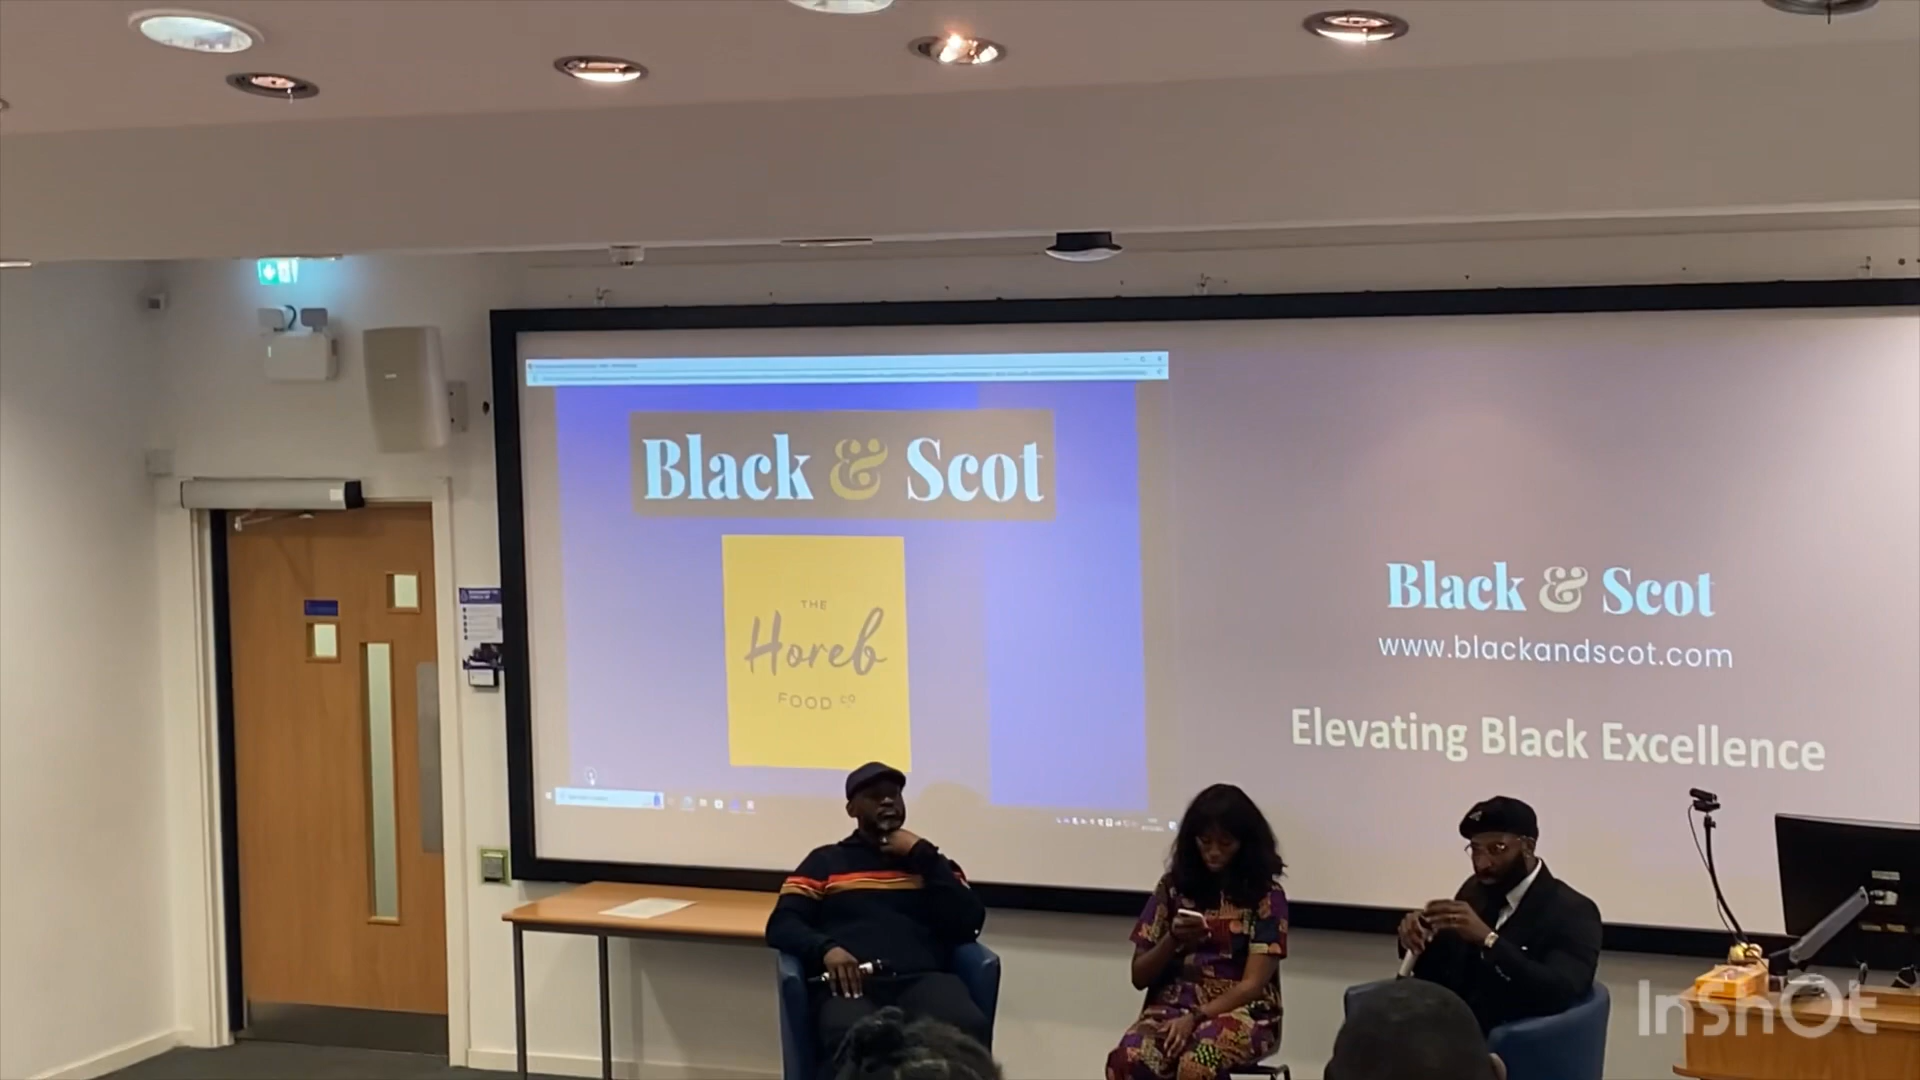 Black & Scot
THE
Horeb
FOOD CO
Black & Scot
www.blackandscot.com
Elevating Black Excellence
InShOt